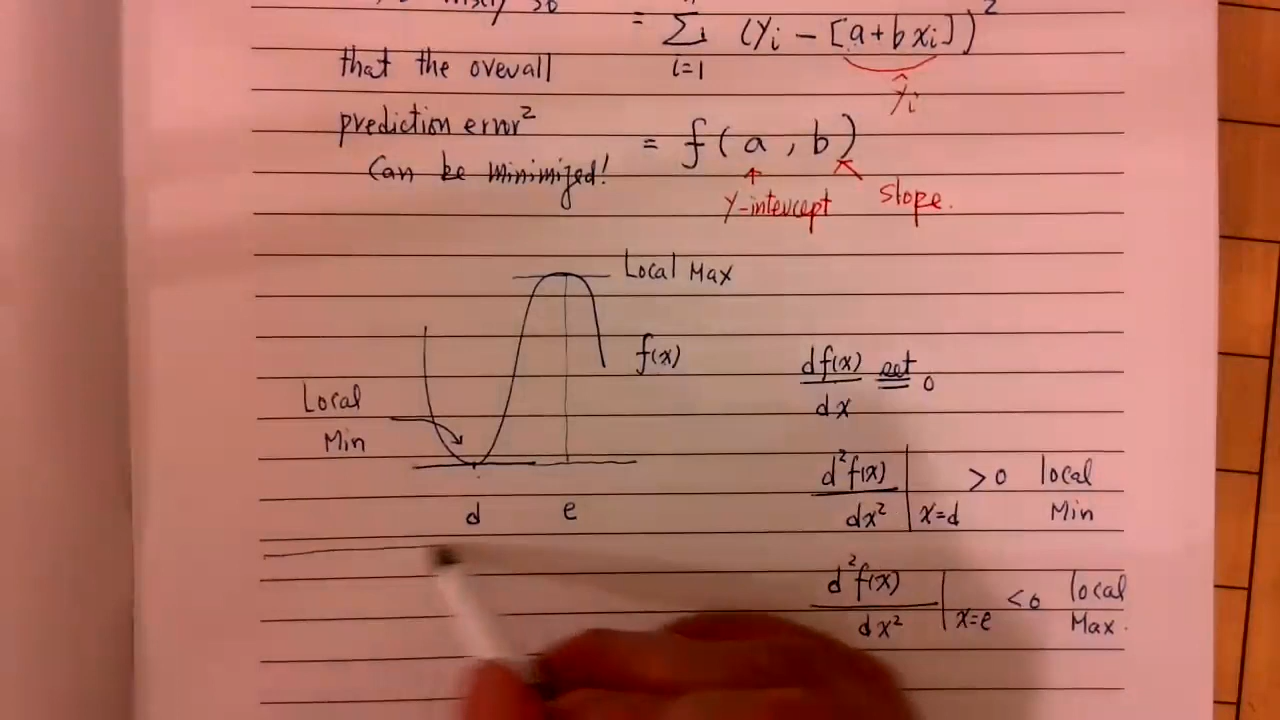 that the overall
prediction error²
Can be minimized!
n
= Σ (yᵢ − [a + b xᵢ])²
i=1
ŷᵢ
= f(a, b)
y-intercept
slope.
Local Max
f(x)
Local
Min
d
e
df(x)/dx set = 0
d²f(x)/dx² |x=d > 0 local
Min
d²f(x)/dx² |x=e < 0 local
Max.